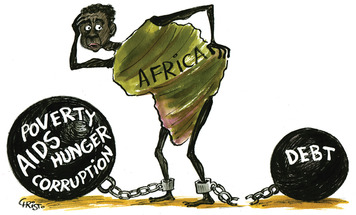 AFRICA
POVERTY
AIDS
HUNGER
CORRUPTION
DEBT